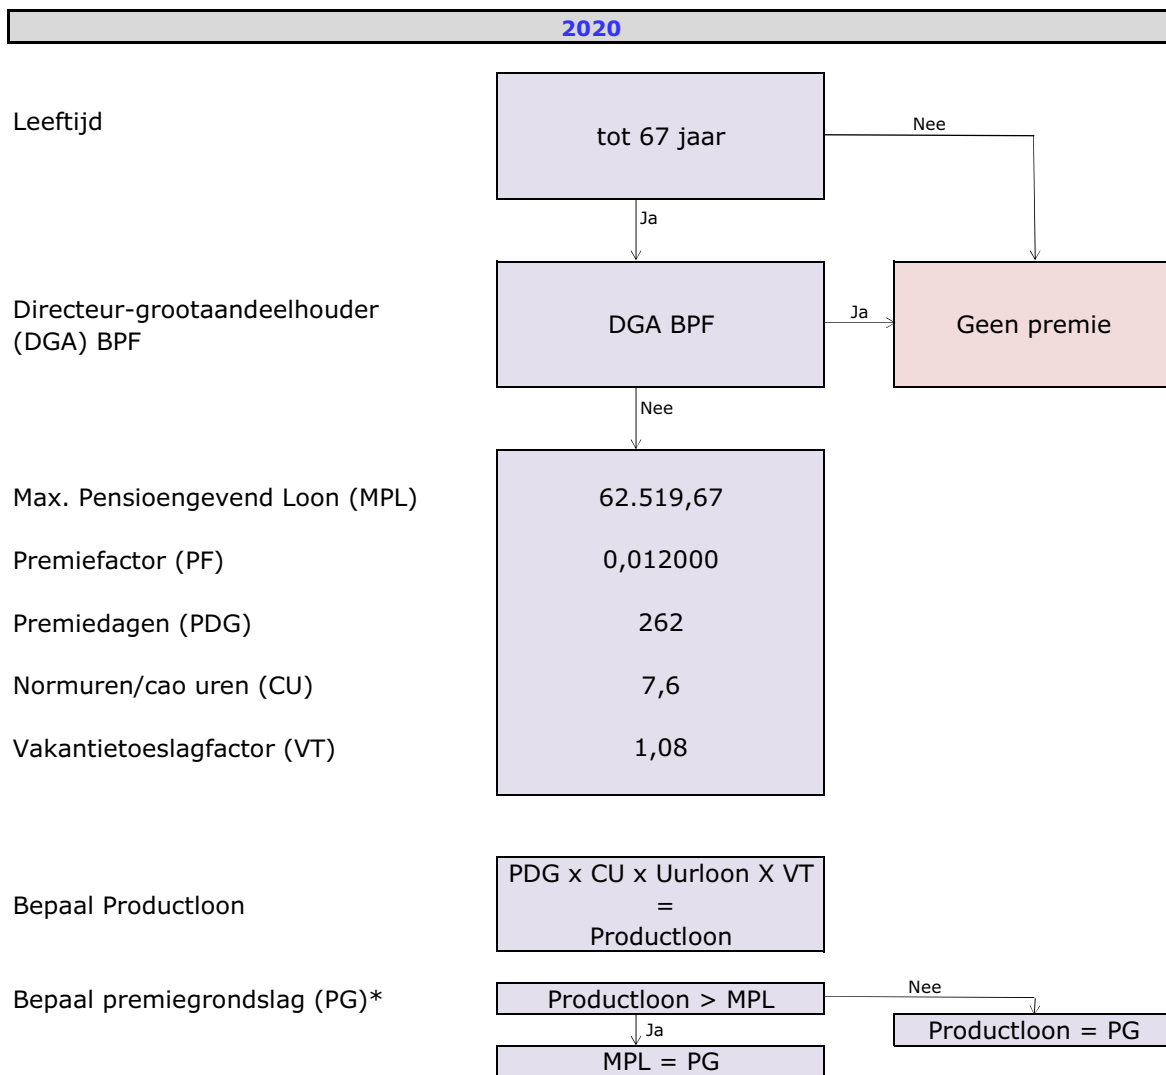 2020
Leeftijd
tot 67 jaar
Nee
Ja
Directeur-grootaandeelhouder
(DGA) BPF
DGA BPF
Ja
Geen premie
Nee
Max. Pensioengevend Loon (MPL)
62.519,67
Premiefactor (PF)
0,012000
Premiedagen (PDG)
262
Normuren/cao uren (CU)
7,6
Vakantietoeslagfactor (VT)
1,08
Bepaal Productloon
PDG x CU x Uurloon X VT
=
Productloon
Bepaal premiegrondslag (PG)*
Productloon > MPL
Nee
Ja
Productloon = PG
MPL = PG